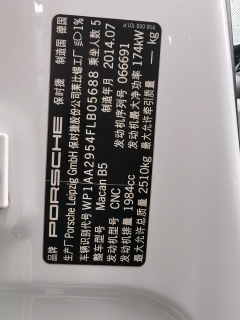 品牌 PORSCHE 保时捷 制造国 德国
生产厂 Porsche Leipzig GmbH 保时捷股份公司莱比锡工厂
车辆识别代号 WP1AA2954FLB05688 乘坐人数 5
整车型号 Macan B5 制造年月 2014.07
发动机型号 CNC 发动机序列号 066691
发动机排量 1984cc 发动机最大净功率 174kW
最大允许总质量 2510kg 最大允许牵引质量 — kg